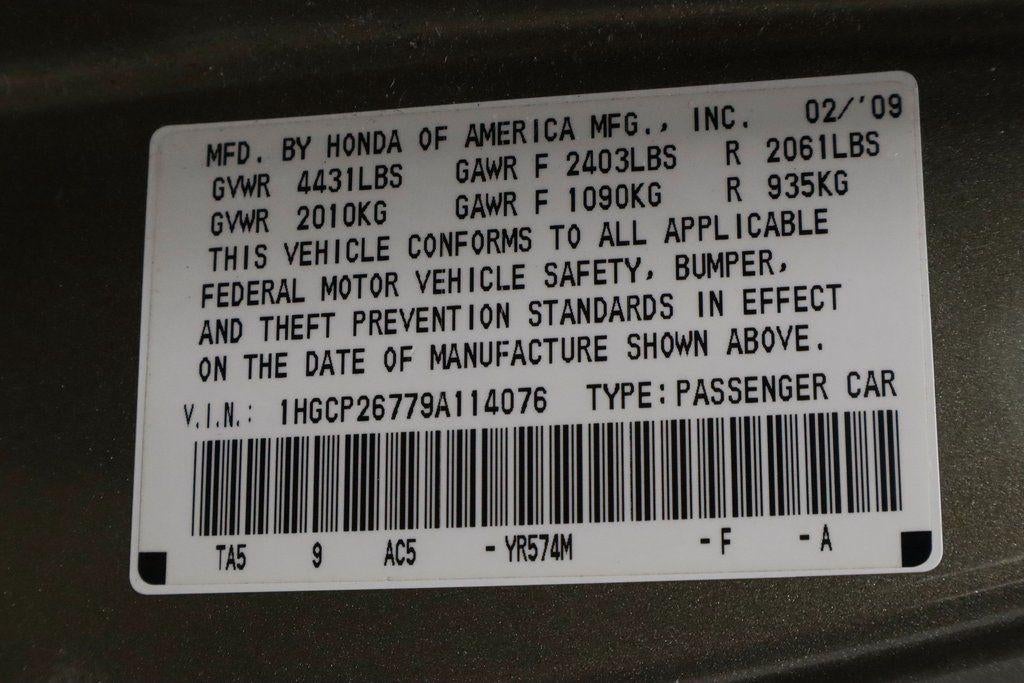 MFD. BY HONDA OF AMERICA MFG., INC. 02/'09
GVWR 4431LBS GAWR F 2403LBS R 2061LBS
GVWR 2010KG GAWR F 1090KG R 935KG
THIS VEHICLE CONFORMS TO ALL APPLICABLE
FEDERAL MOTOR VEHICLE SAFETY, BUMPER,
AND THEFT PREVENTION STANDARDS IN EFFECT
ON THE DATE OF MANUFACTURE SHOWN ABOVE.
V.I.N.: 1HGCP26779A114076 TYPE: PASSENGER CAR
TA5 9 AC5 - YR574M - F - A